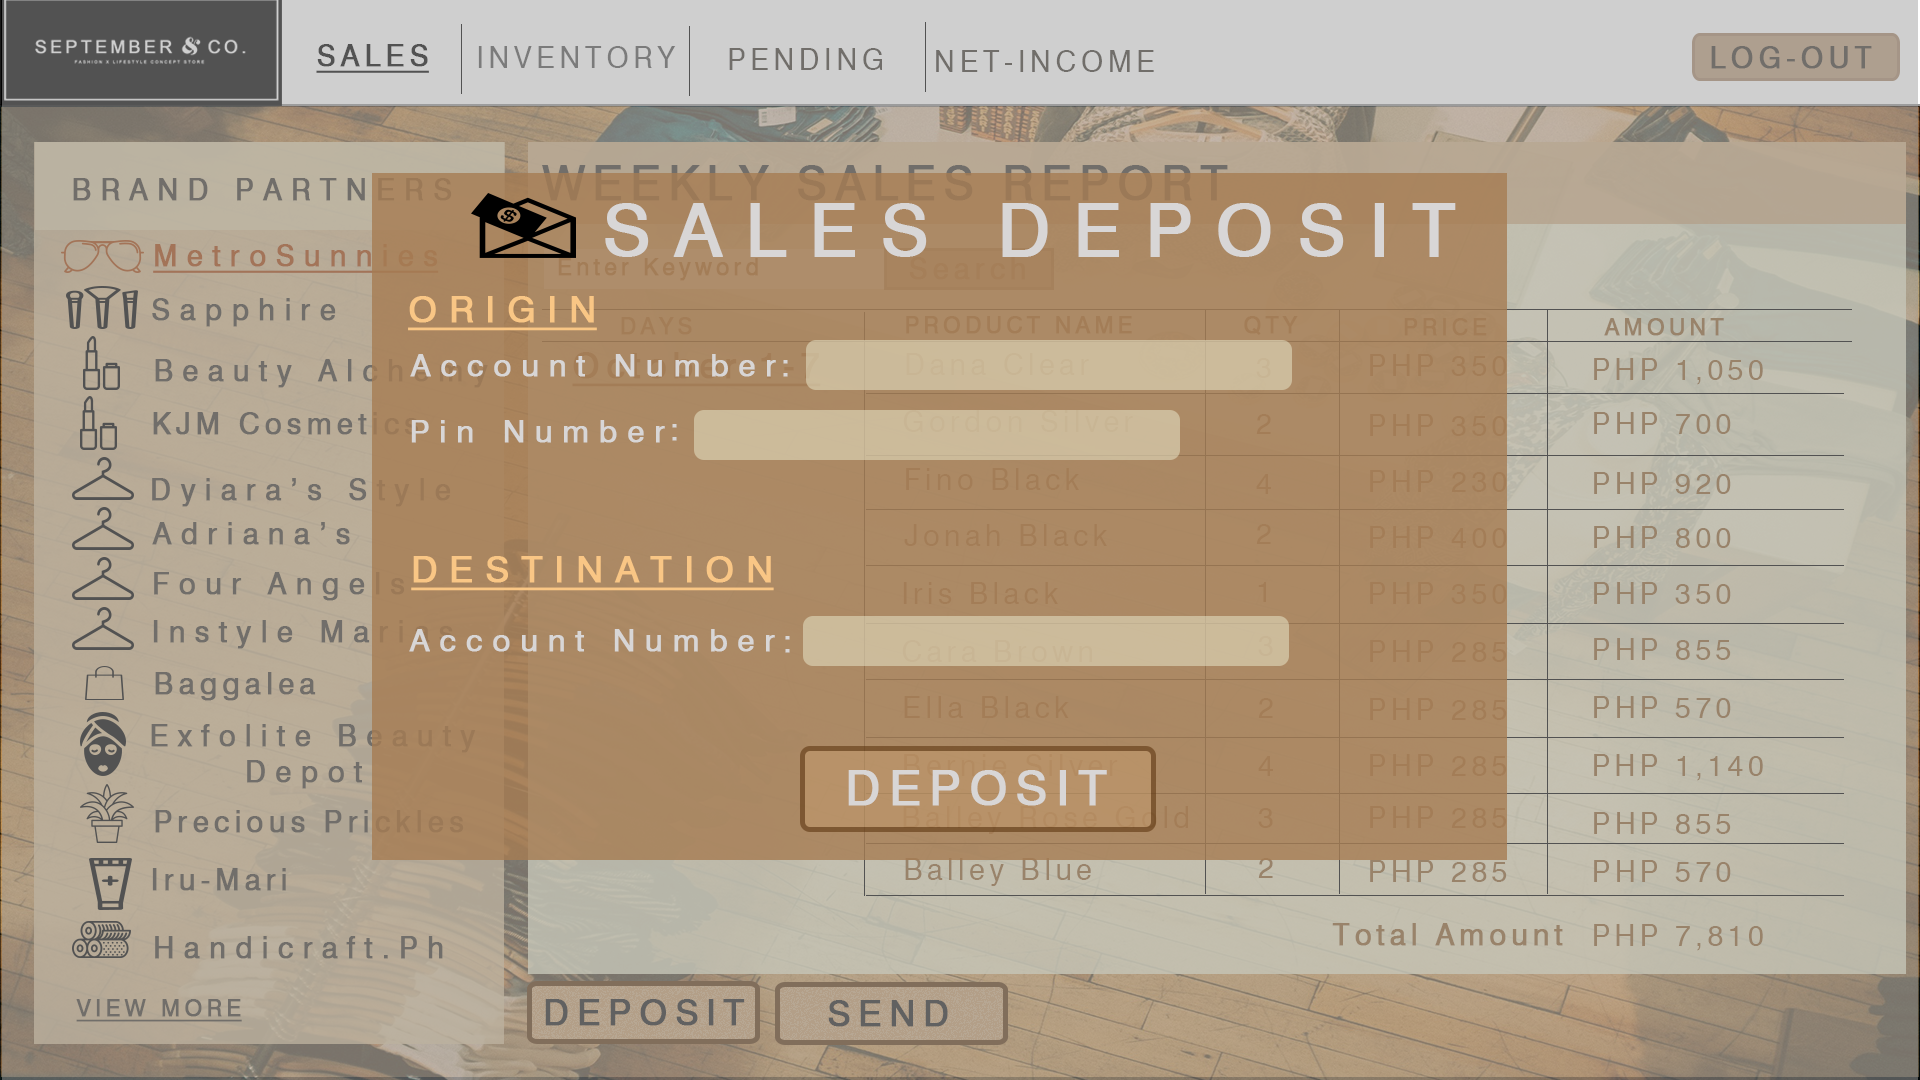 SEPTEMBER & CO.
FASHION X LIFESTYLE CONCEPT STORE
SALES
INVENTORY
PENDING
NET-INCOME
LOG-OUT
BRAND PARTNERS
MetroSunnies
Sapphire
Beauty Alchemy
KJM Cosmetics
Dyiara’s Style
Adriana’s
Four Angels
Instyle Marias
Baggalea
Exfolite Beauty
Depot
Precious Prickles
Iru-Mari
Handicraft.Ph
VIEW MORE
WEEKLY SALES REPORT
Enter Keyword Search
SALES DEPOSIT
ORIGIN
Account Number:
Pin Number:
DESTINATION
Account Number:
DEPOSIT
DAYS PRODUCT NAME QTY PRICE AMOUNT
October 1-7 Dana Clear 3 PHP 350 PHP 1,050
Gordon Silver 2 PHP 350 PHP 700
Fino Black 4 PHP 230 PHP 920
Jonah Black 2 PHP 400 PHP 800
Iris Black 1 PHP 350 PHP 350
Cara Brown 3 PHP 285 PHP 855
Ella Black 2 PHP 285 PHP 570
Bernie Silver 4 PHP 285 PHP 1,140
Balley Rose Gold 3 PHP 285 PHP 855
Balley Blue 2 PHP 285 PHP 570
Total Amount PHP 7,810
DEPOSIT
SEND